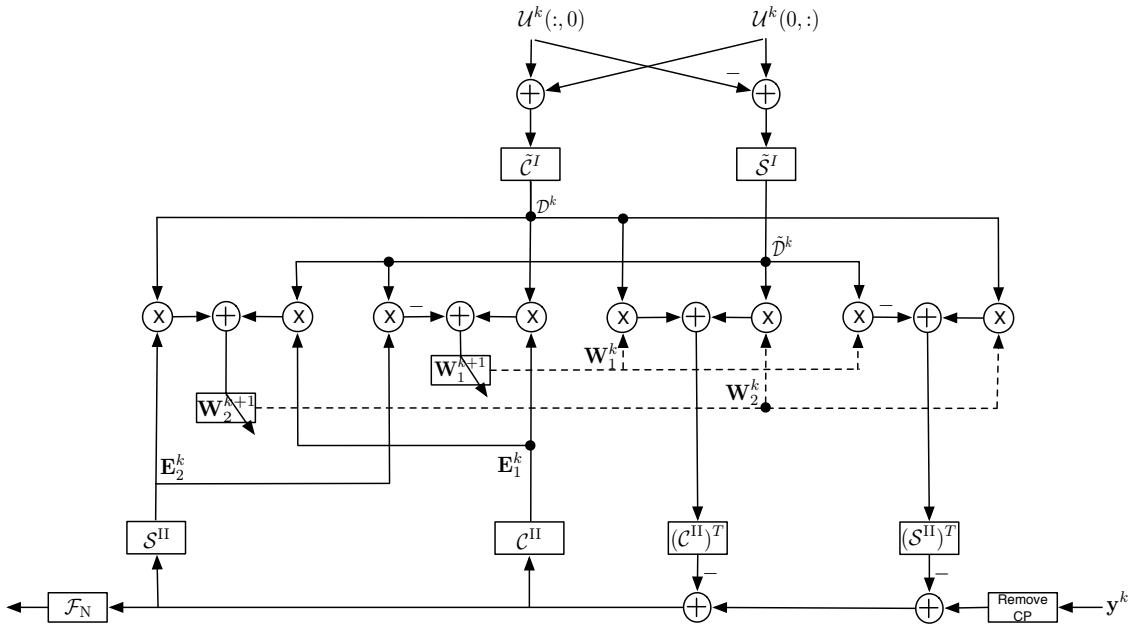 𝒰^k(:,0) 𝒰^k(0,:)
−
+ +
𝒞̃^I 𝒮̃^I
𝒟^k
𝒟̃^k
x + x x − + x x + x x − + x
W_1^{k+1} W_1^k
W_2^{k+1} W_2^k
E_2^k E_1^k
𝒮^II 𝒞^II (𝒞^II)^T (𝒮^II)^T
− −
ℱ_N + + Remove y^k
CP